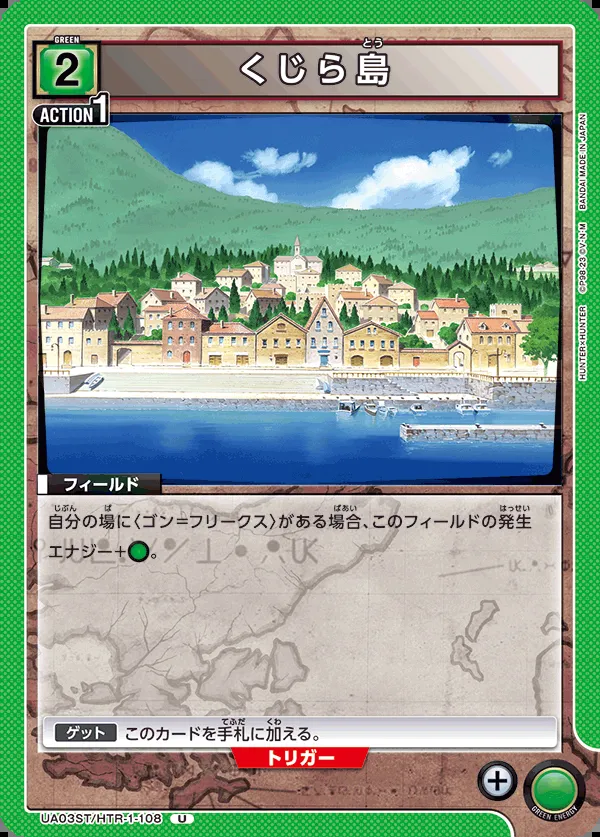 GREEN
2
くじら島
とう
ACTION 1
HUNTER×HUNTER ©P98-23 ©V・N・M BANDAI MADE IN JAPAN
フィールド
自分の場に〈ゴン=フリークス〉がある場合、このフィールドの発生
じぶん ば ばあい はっせい
エナジー+●。
ゲット このカードを手札に加える。
てふだ くわ
トリガー
UA03ST/HTR-1-108 U
GREEN ENERGY